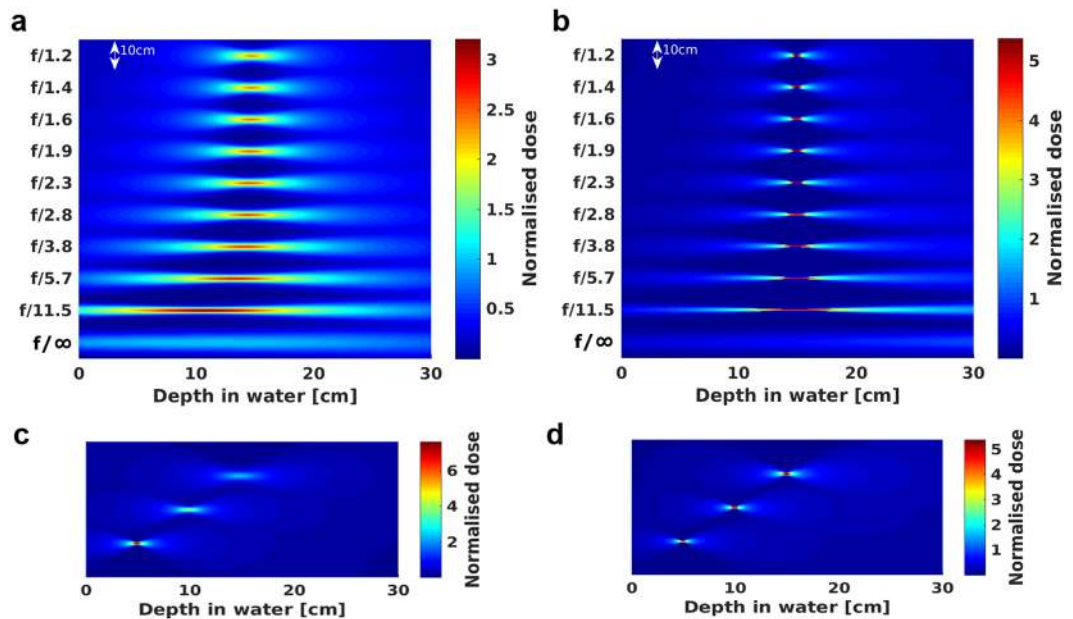 a
b
10cm
10cm
f/1.2
f/1.4
f/1.6
f/1.9
f/2.3
f/2.8
f/3.8
f/5.7
f/11.5
f/∞
0
10
20
30
Depth in water [cm]
3
2.5
2
1.5
1
0.5
Normalised dose
f/1.2
f/1.4
f/1.6
f/1.9
f/2.3
f/2.8
f/3.8
f/5.7
f/11.5
f/∞
0
10
20
30
Depth in water [cm]
5
4
3
2
1
Normalised dose
c
0
10
20
30
Depth in water [cm]
6
4
2
Normalised dose
d
0
10
20
30
Depth in water [cm]
5
4
3
2
1
Normalised dose